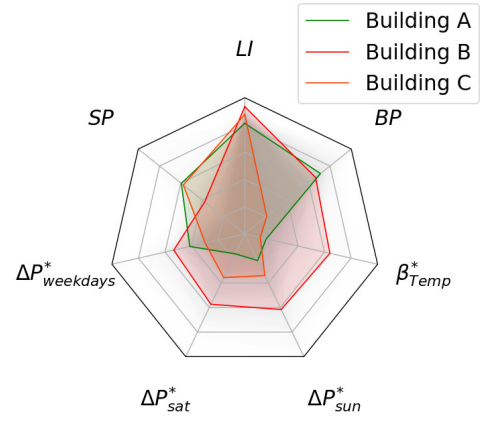 Building A
Building B
Building C
LI
SP
BP
ΔP*weekdays
β*Temp
ΔP*sat
ΔP*sun